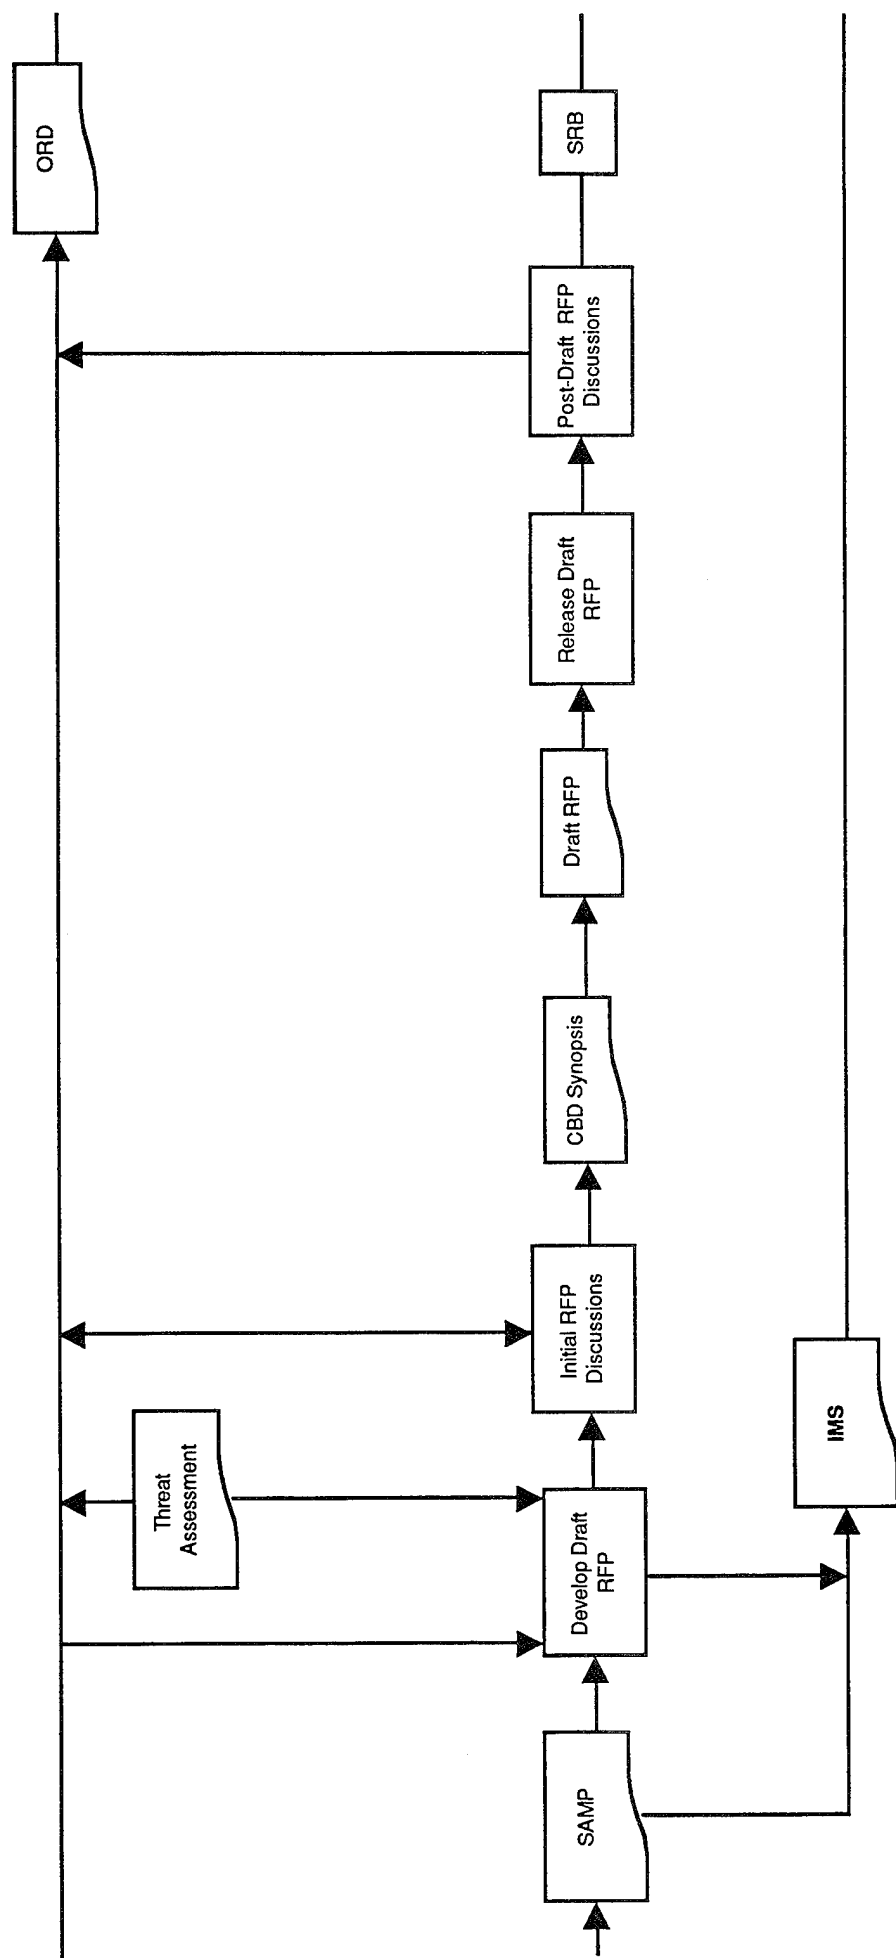 ORD
Threat
Assessment
SAMP
Develop Draft
RFP
Initial RFP
Discussions
CBD Synopsis
Draft RFP
Release Draft
RFP
Post-Draft RFP
Discussions
SRB
IMS